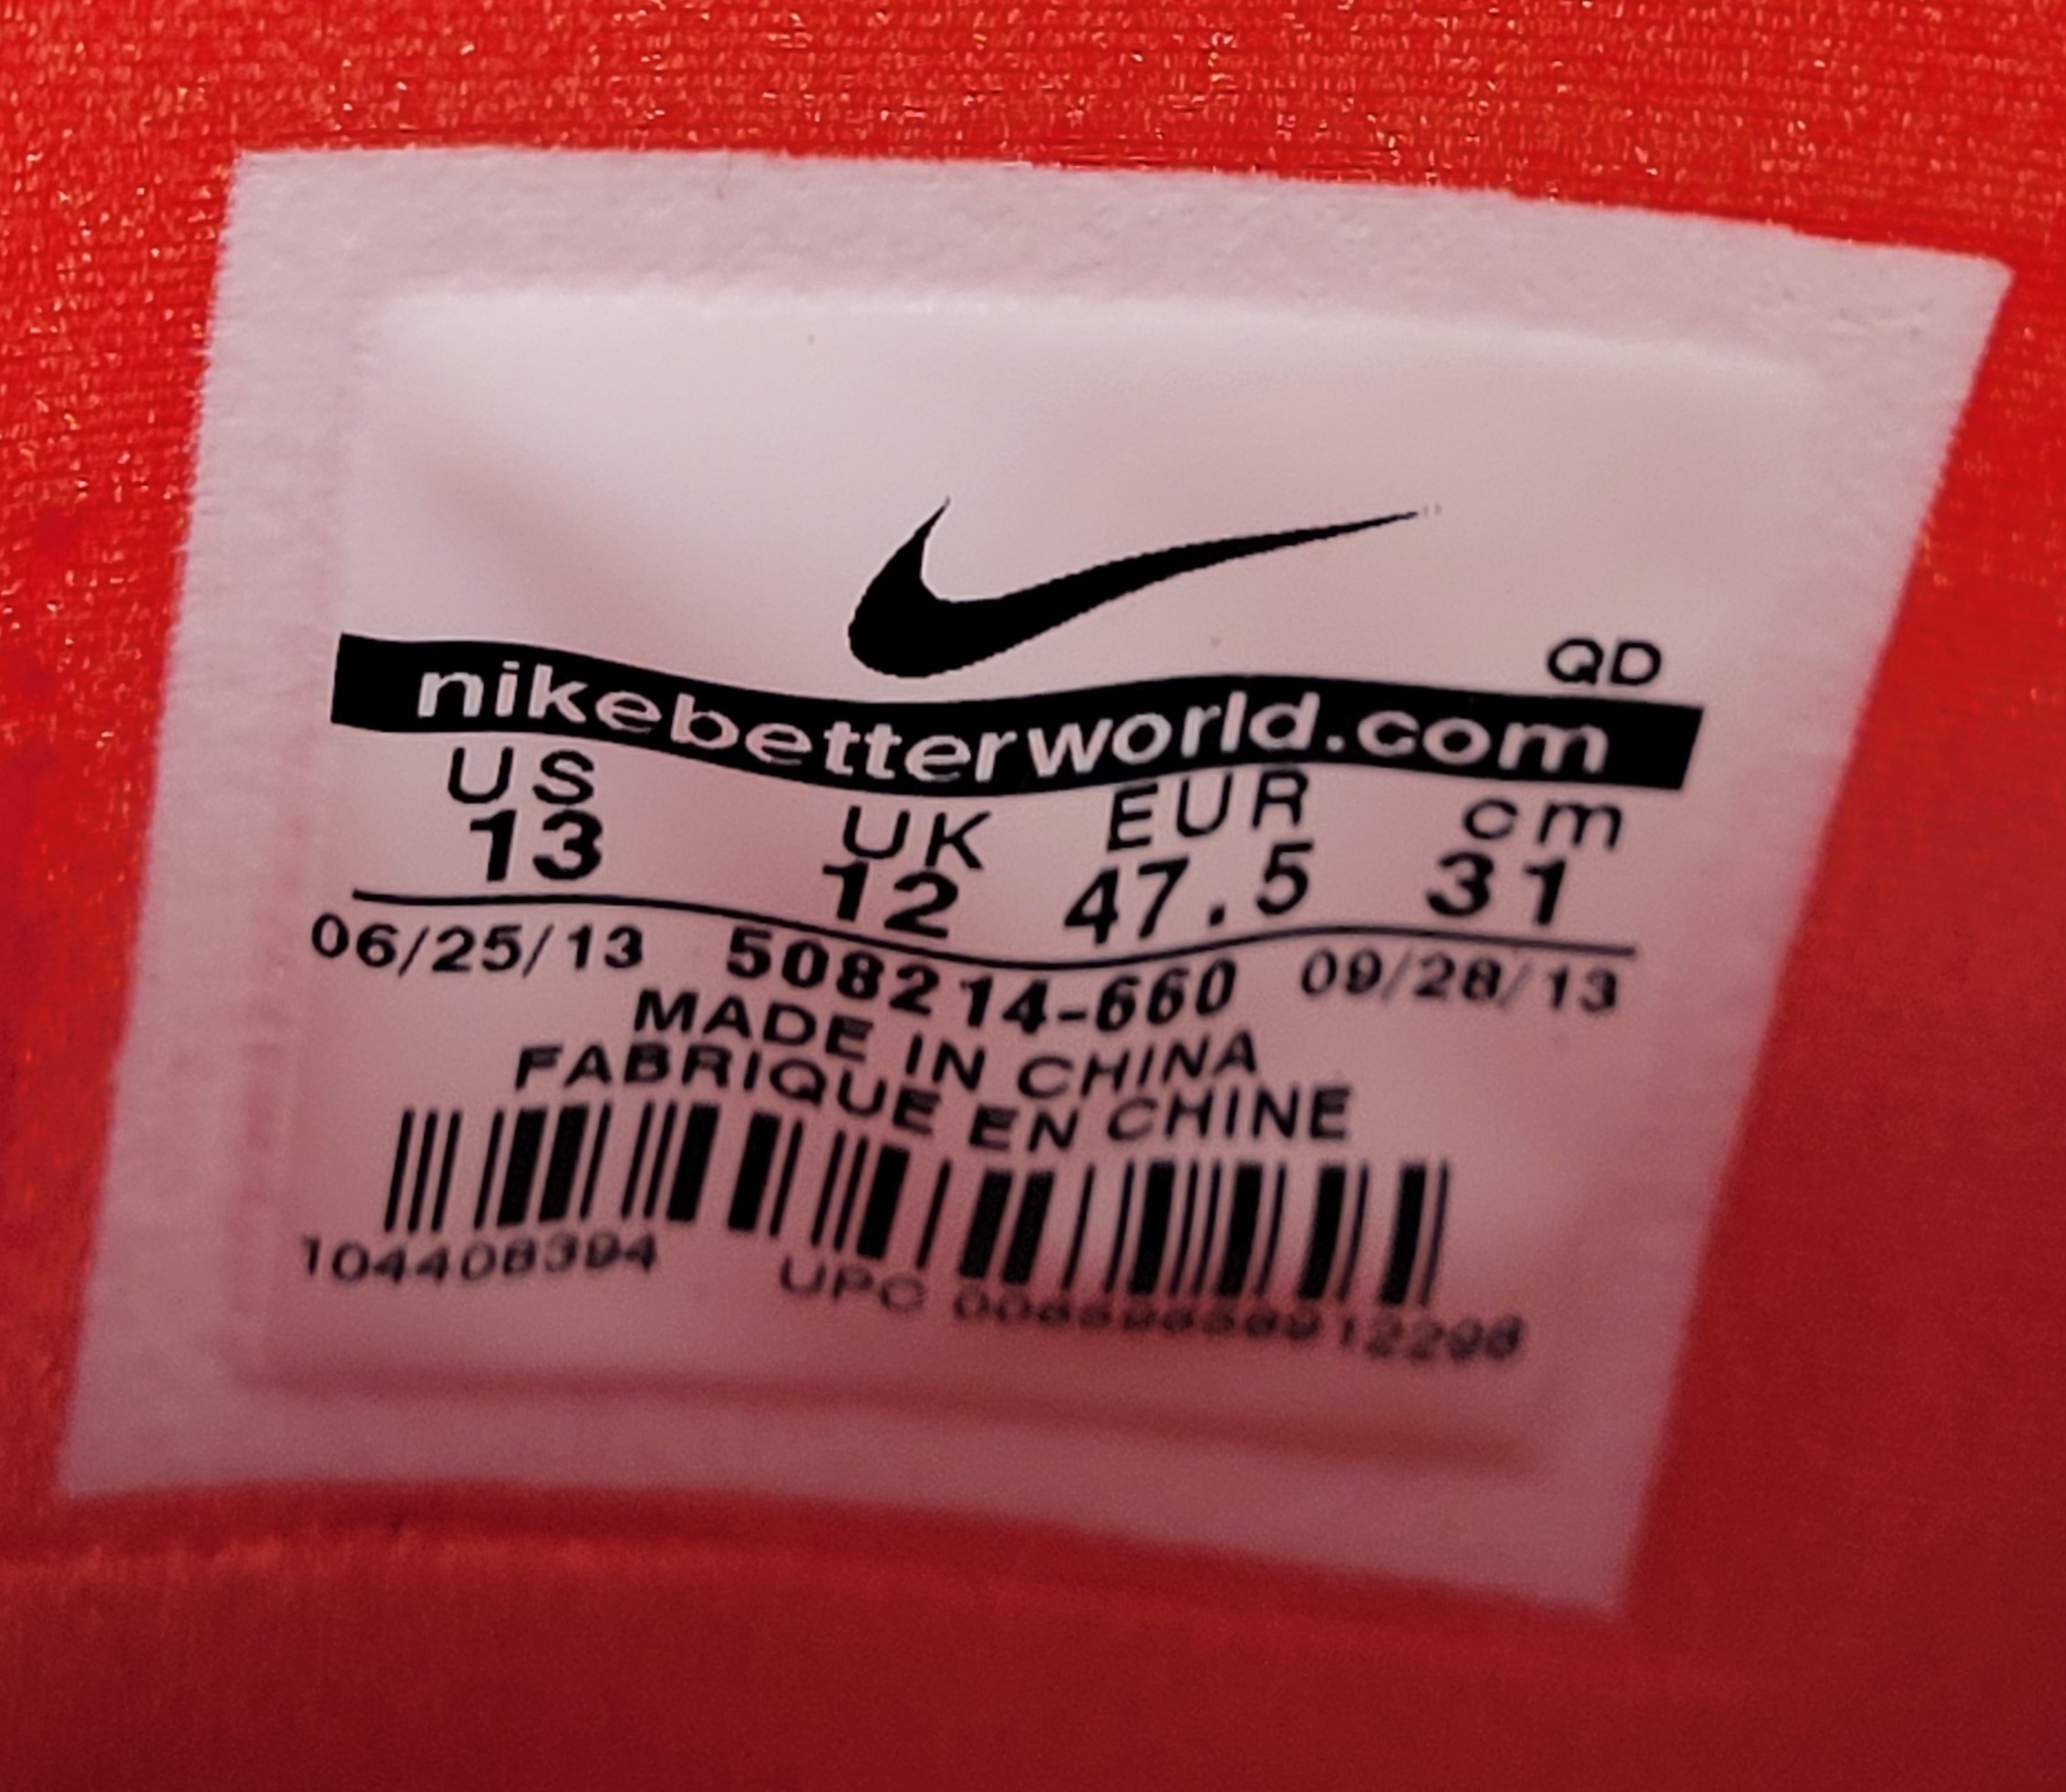 QD
nikebetterworld.com
US UK EUR cm
13 12 47.5 31
06/25/13 508214-660 09/28/13
MADE IN CHINA
FABRIQUE EN CHINE
104408394 UPC